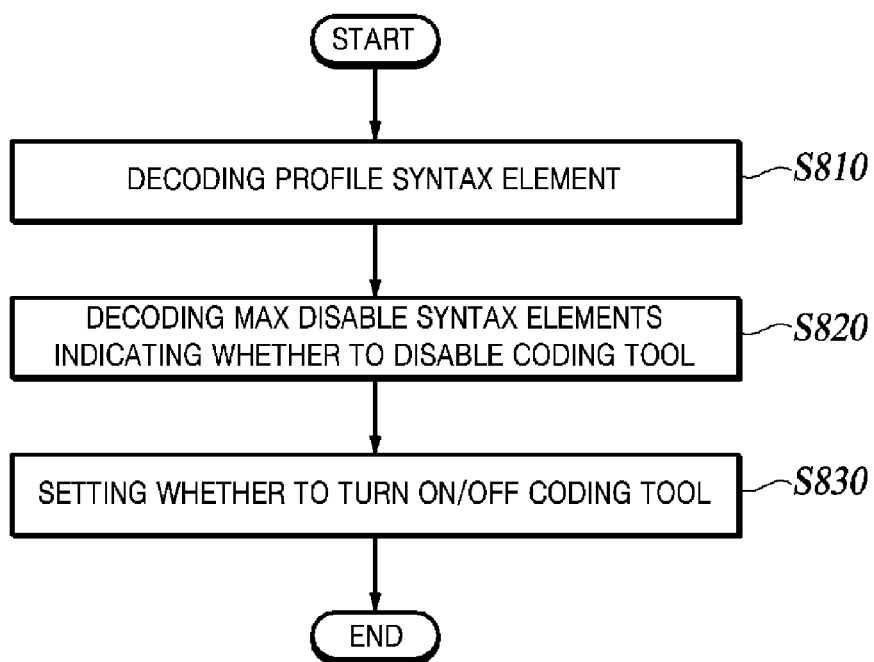 START
DECODING PROFILE SYNTAX ELEMENT
S810
DECODING MAX DISABLE SYNTAX ELEMENTS
INDICATING WHETHER TO DISABLE CODING TOOL
S820
SETTING WHETHER TO TURN ON/OFF CODING TOOL
S830
END